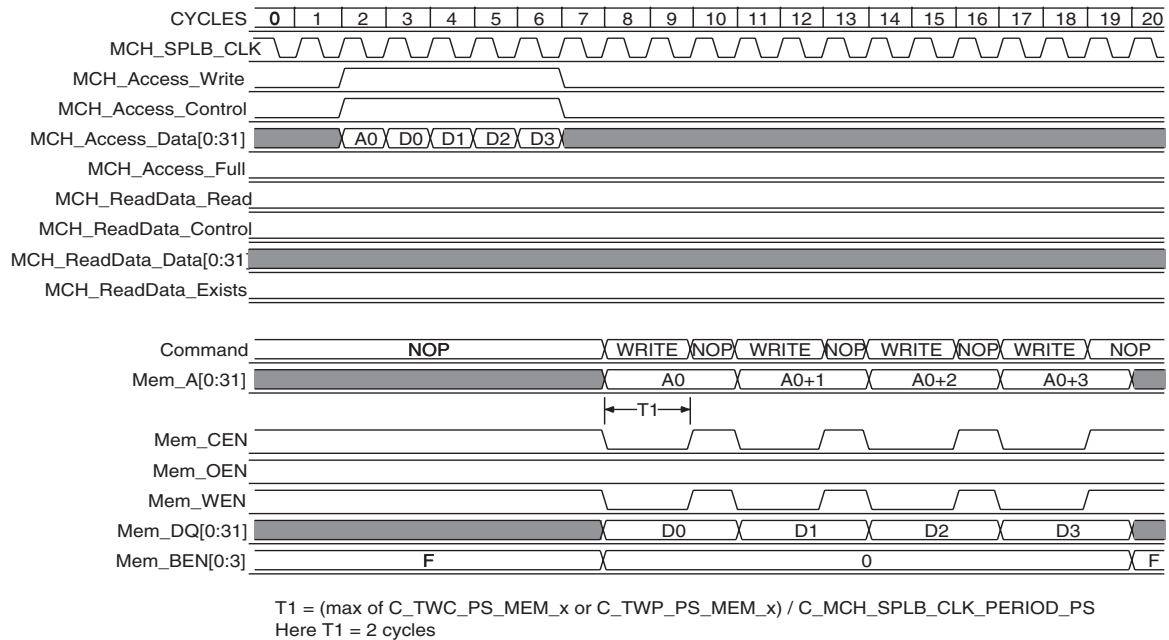 CYCLES 0 1 2 3 4 5 6 7 8 9 10 11 12 13 14 15 16 17 18 19 20
MCH_SPLB_CLK
MCH_Access_Write
MCH_Access_Control
MCH_Access_Data[0:31] A0 D0 D1 D2 D3
MCH_Access_Full
MCH_ReadData_Read
MCH_ReadData_Control
MCH_ReadData_Data[0:31]
MCH_ReadData_Exists
Command NOP WRITE NOP WRITE NOP WRITE NOP WRITE NOP
Mem_A[0:31] A0 A0+1 A0+2 A0+3
T1
Mem_CEN
Mem_OEN
Mem_WEN
Mem_DQ[0:31] D0 D1 D2 D3
Mem_BEN[0:3] F 0 F
T1 = (max of C_TWC_PS_MEM_x or C_TWP_PS_MEM_x) / C_MCH_SPLB_CLK_PERIOD_PS
Here T1 = 2 cycles